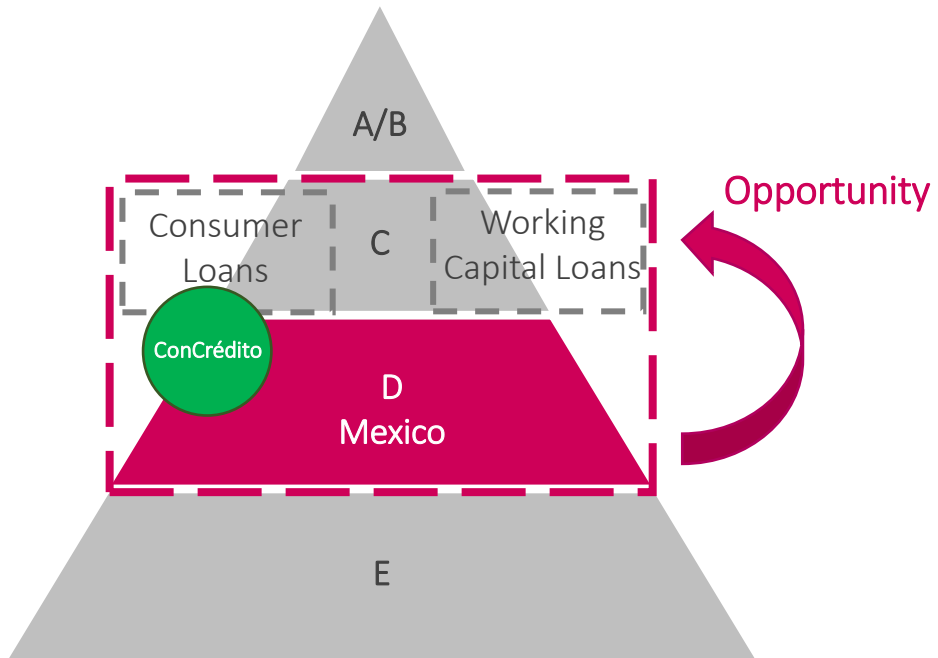 A/B
Opportunity
Consumer
Loans
C
Working
Capital Loans
ConCrédito
D
Mexico
E